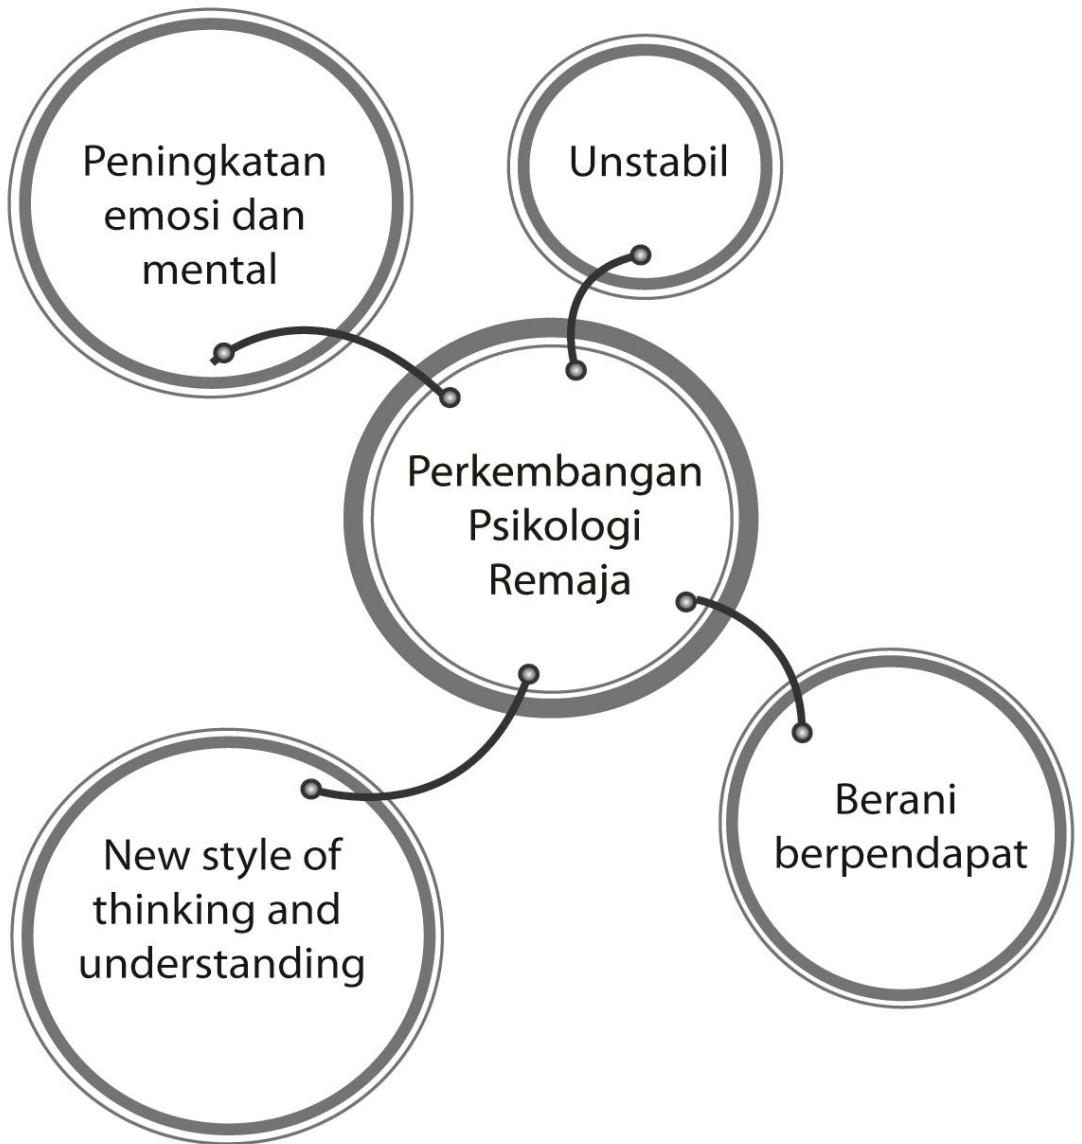 Peningkatan
emosi dan
mental
Unstabil
Perkembangan
Psikologi
Remaja
Berani
berpendapat
New style of
thinking and
understanding